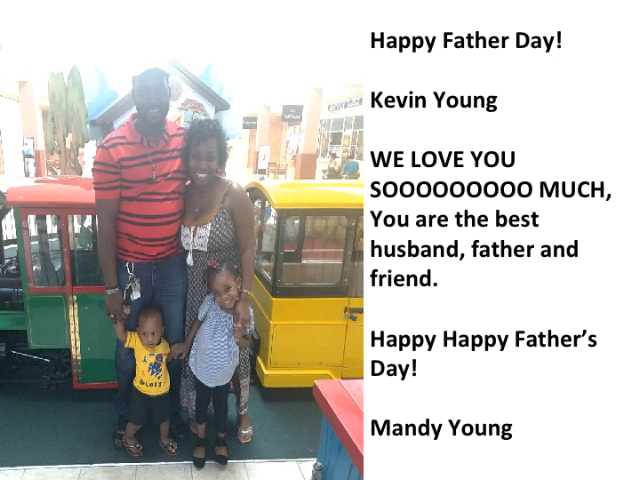 Happy Father Day!
Kevin Young
WE LOVE YOU
SOOOOOOOOO MUCH,
You are the best
husband, father and
friend.
Happy Happy Father’s
Day!
Mandy Young